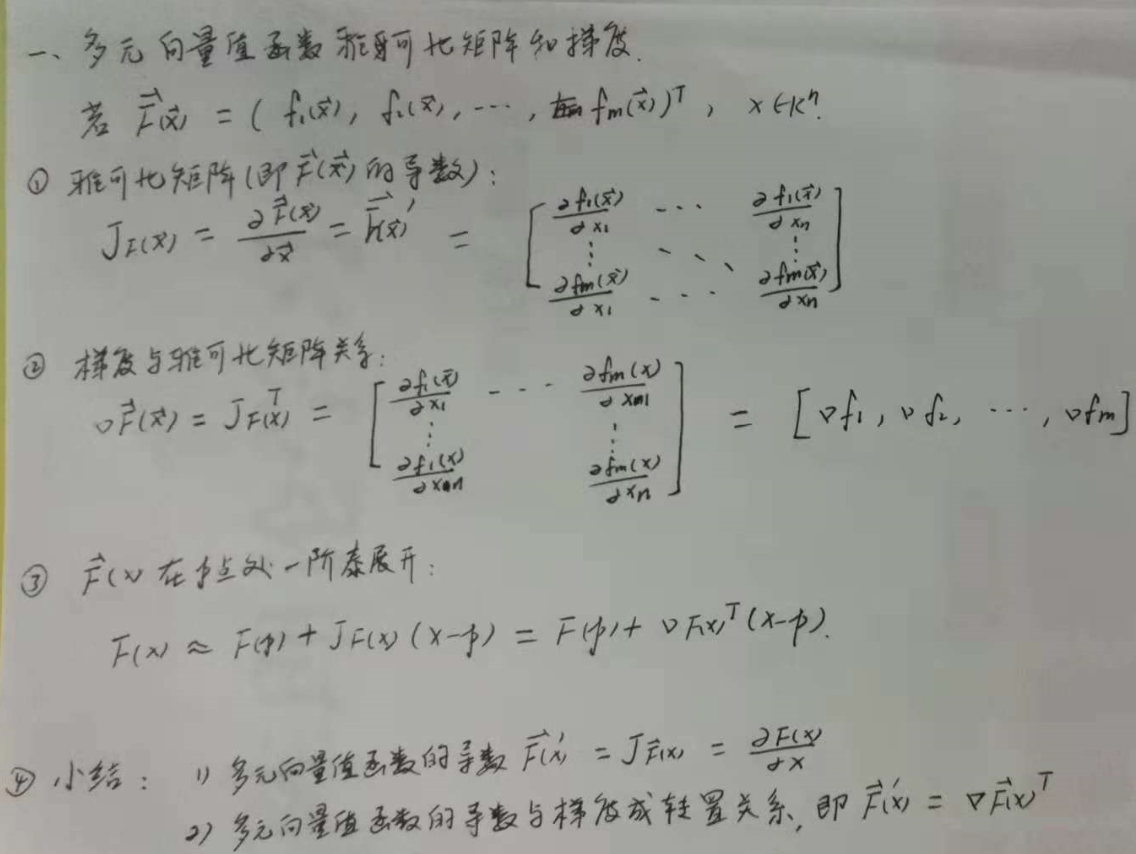 一、多元向量值函数雅可比矩阵和梯度.
若 F⃗(x⃗) = ( f₁(x⃗), f₂(x⃗), ⋯, fm(x⃗))ᵀ, x∈Rⁿ.
① 雅可比矩阵(即F⃗(x⃗)的导数):
J_F(x⃗) = ∂F⃗(x⃗)/∂x⃗ = F⃗(x⃗)′ = [ ∂f₁(x⃗)/∂x₁ ⋯ ∂f₁(x⃗)/∂xn
⋮ ⋱ ⋮
∂fm(x⃗)/∂x₁ ⋯ ∂fm(x⃗)/∂xn ]
② 梯度与雅可比矩阵关系:
∇F⃗(x⃗) = J_F(x⃗)ᵀ = [ ∂f₁(x⃗)/∂x₁ ⋯ ∂fm(x)/∂x₁
⋮ ⋮
∂f₁(x)/∂xn ∂fm(x)/∂xn ] = [∇f₁, ∇f₂, ⋯, ∇fm]
③ F⃗(x) 在p点处一阶泰展开:
F(x) ≈ F(p) + JF(x) (x-p) = F(p) + ∇F(x)ᵀ(x-p).
④ 小结: 1) 多元向量值函数的导数 F⃗(x)′ = JF⃗(x) = ∂F(x)/∂x
2) 多元向量值函数的导数与梯度成转置关系, 即 F⃗(x)′ = ∇F⃗(x)ᵀ